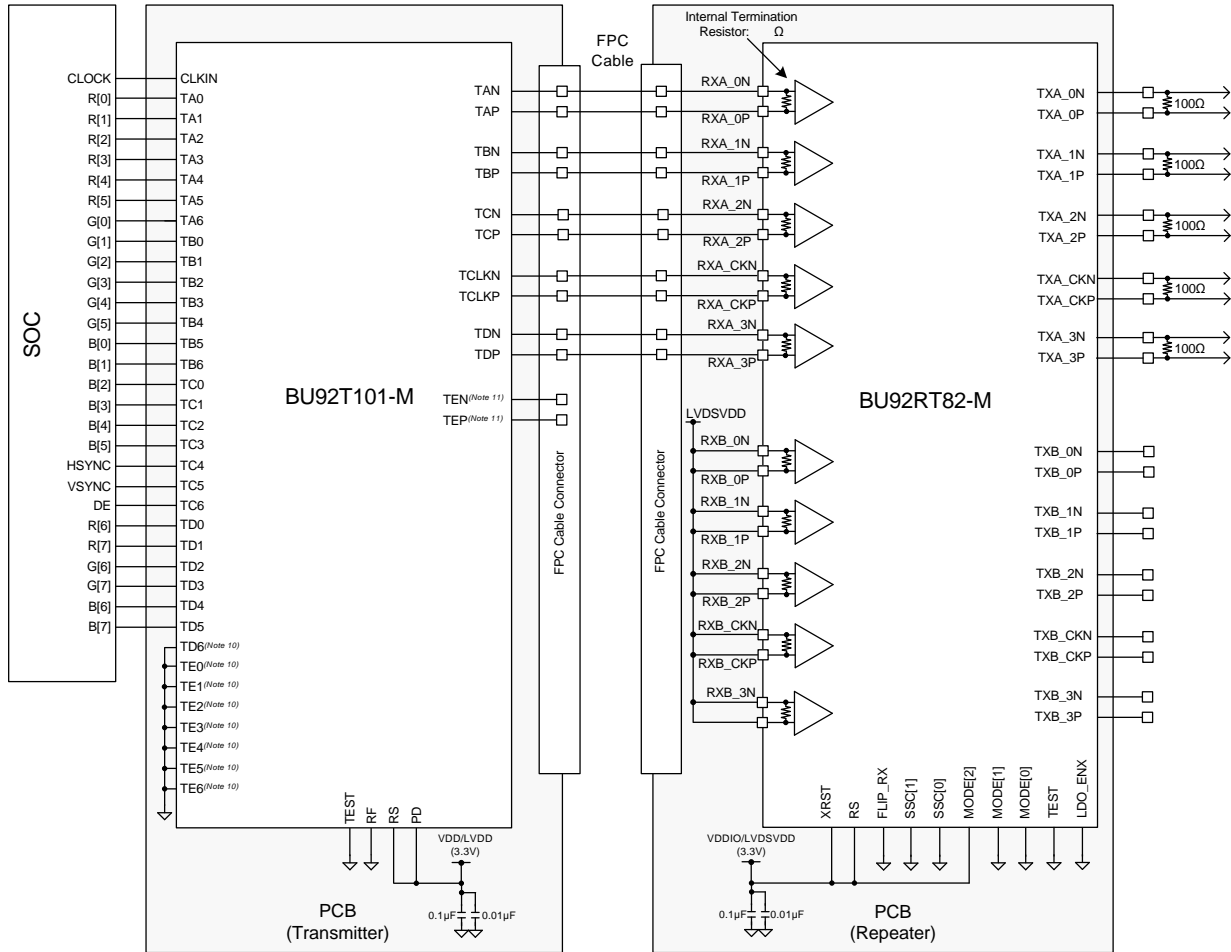 Internal Termination
Resistor: Ω
FPC
Cable
SOC
CLOCK
R[0]
R[1]
R[2]
R[3]
R[4]
R[5]
G[0]
G[1]
G[2]
G[3]
G[4]
G[5]
B[0]
B[1]
B[2]
B[3]
B[4]
B[5]
HSYNC
VSYNC
DE
R[6]
R[7]
G[6]
G[7]
B[6]
B[7]
CLKIN
TA0
TA1
TA2
TA3
TA4
TA5
TA6
TB0
TB1
TB2
TB3
TB4
TB5
TB6
TC0
TC1
TC2
TC3
TC4
TC5
TC6
TD0
TD1
TD2
TD3
TD4
TD5
TD6(Note 10)
TE0(Note 10)
TE1(Note 10)
TE2(Note 10)
TE3(Note 10)
TE4(Note 10)
TE5(Note 10)
TE6(Note 10)
BU92T101-M
TAN
TAP
TBN
TBP
TCN
TCP
TCLKN
TCLKP
TDN
TDP
TEN(Note 11)
TEP(Note 11)
TEST
RF
RS
PD
VDD/LVDD
(3.3V)
0.1µF
0.01µF
PCB
(Transmitter)
FPC Cable Connector
FPC Cable Connector
RXA_0N
RXA_0P
RXA_1N
RXA_1P
RXA_2N
RXA_2P
RXA_CKN
RXA_CKP
RXA_3N
RXA_3P
LVDSVDD
RXB_0N
RXB_0P
RXB_1N
RXB_1P
RXB_2N
RXB_2P
RXB_CKN
RXB_CKP
RXB_3N
BU92RT82-M
TXA_0N
TXA_0P
100Ω
TXA_1N
TXA_1P
100Ω
TXA_2N
TXA_2P
100Ω
TXA_CKN
TXA_CKP
100Ω
TXA_3N
TXA_3P
100Ω
TXB_0N
TXB_0P
TXB_1N
TXB_1P
TXB_2N
TXB_2P
TXB_CKN
TXB_CKP
TXB_3N
TXB_3P
XRST
RS
FLIP_RX
SSC[1]
SSC[0]
MODE[2]
MODE[1]
MODE[0]
TEST
LDO_ENX
VDDIO/LVDSVDD
(3.3V)
0.1µF
0.01µF
PCB
(Repeater)